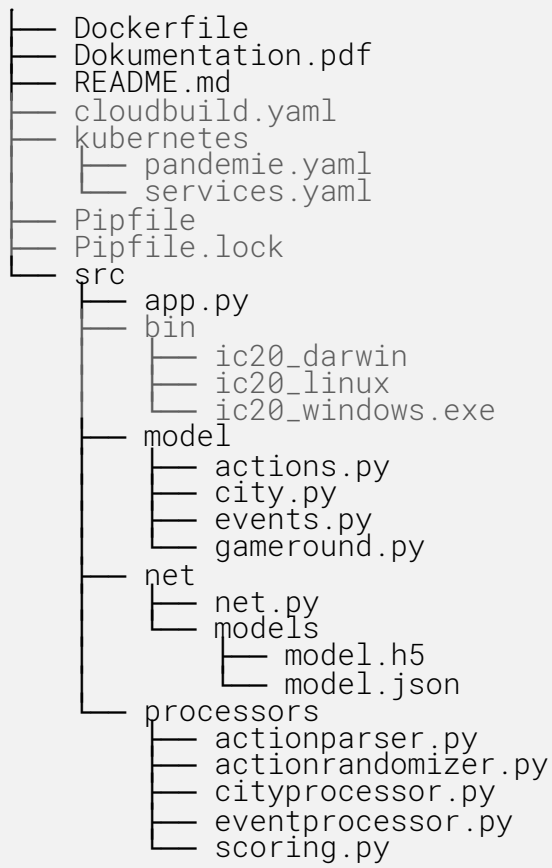 .
├── Dockerfile
├── Dokumentation.pdf
├── README.md
├── cloudbuild.yaml
├── kubernetes
│   ├── pandemie.yaml
│   └── services.yaml
├── Pipfile
├── Pipfile.lock
└── src
    ├── app.py
    ├── bin
    │   ├── ic20_darwin
    │   ├── ic20_linux
    │   └── ic20_windows.exe
    ├── model
    │   ├── actions.py
    │   ├── city.py
    │   ├── events.py
    │   └── gameround.py
    ├── net
    │   ├── net.py
    │   └── models
    │       ├── model.h5
    │       └── model.json
    └── processors
        ├── actionparser.py
        ├── actionrandomizer.py
        ├── cityprocessor.py
        ├── eventprocessor.py
        └── scoring.py